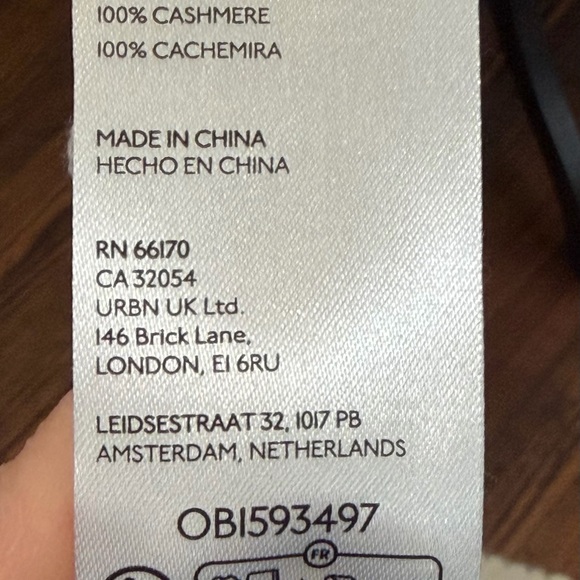 100% CASHMERE
100% CACHEMIRA
MADE IN CHINA
HECHO EN CHINA
RN 66170
CA 32054
URBN UK Ltd.
146 Brick Lane,
LONDON, E1 6RU
LEIDSESTRAAT 32, 1017 PB
AMSTERDAM, NETHERLANDS
OB1593497
FR